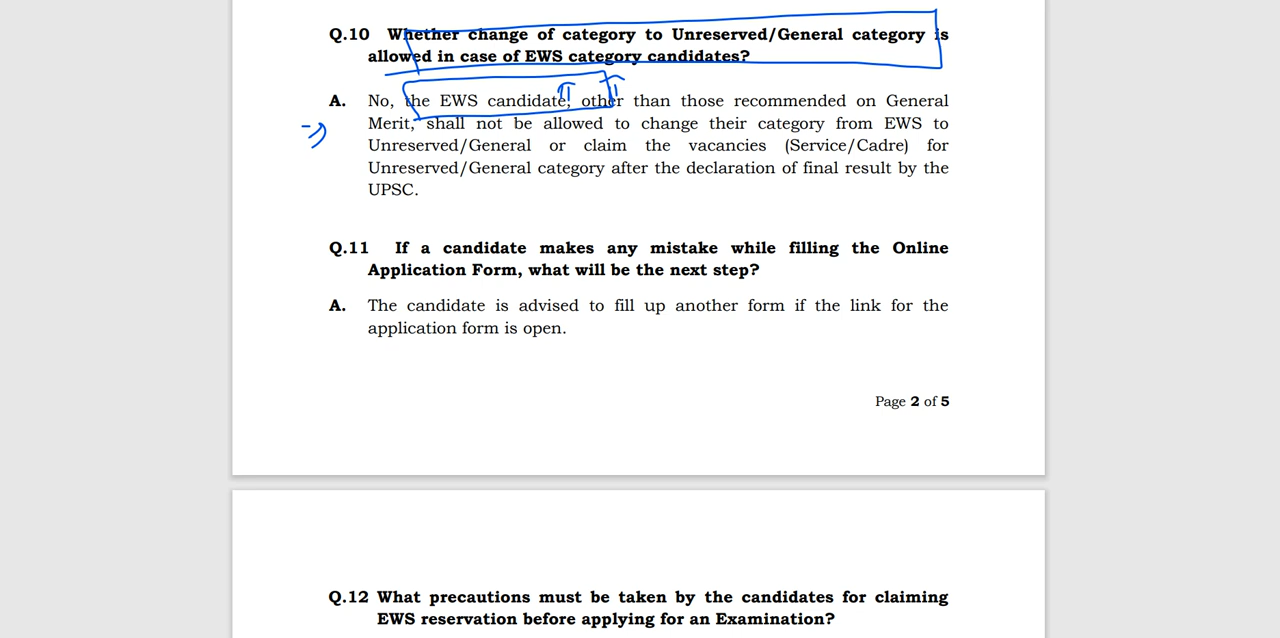 Q.10 Whether change of category to Unreserved/General category is
allowed in case of EWS category candidates?
A. No, the EWS candidate, other than those recommended on General
Merit, shall not be allowed to change their category from EWS to
Unreserved/General or claim the vacancies (Service/Cadre) for
Unreserved/General category after the declaration of final result by the
UPSC.
Q.11 If a candidate makes any mistake while filling the Online
Application Form, what will be the next step?
A. The candidate is advised to fill up another form if the link for the
application form is open.
Page 2 of 5
Q.12 What precautions must be taken by the candidates for claiming
EWS reservation before applying for an Examination?